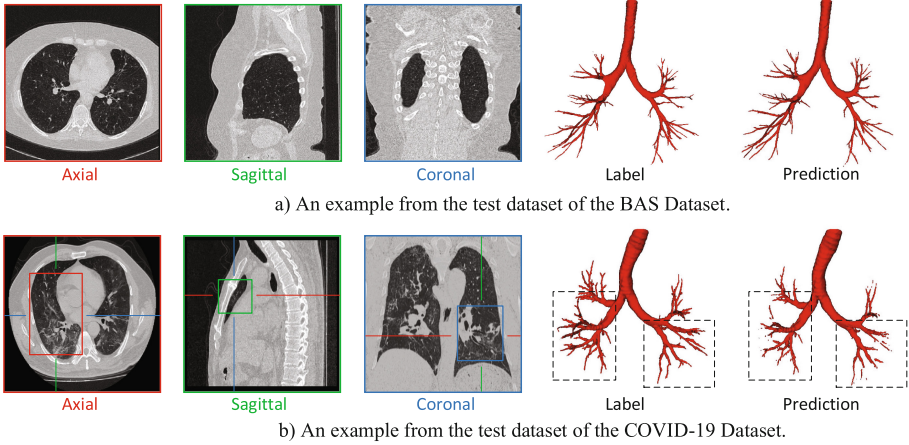 Axial Sagittal Coronal Label Prediction
a) An example from the test dataset of the BAS Dataset.
Axial Sagittal Coronal Label Prediction
b) An example from the test dataset of the COVID-19 Dataset.